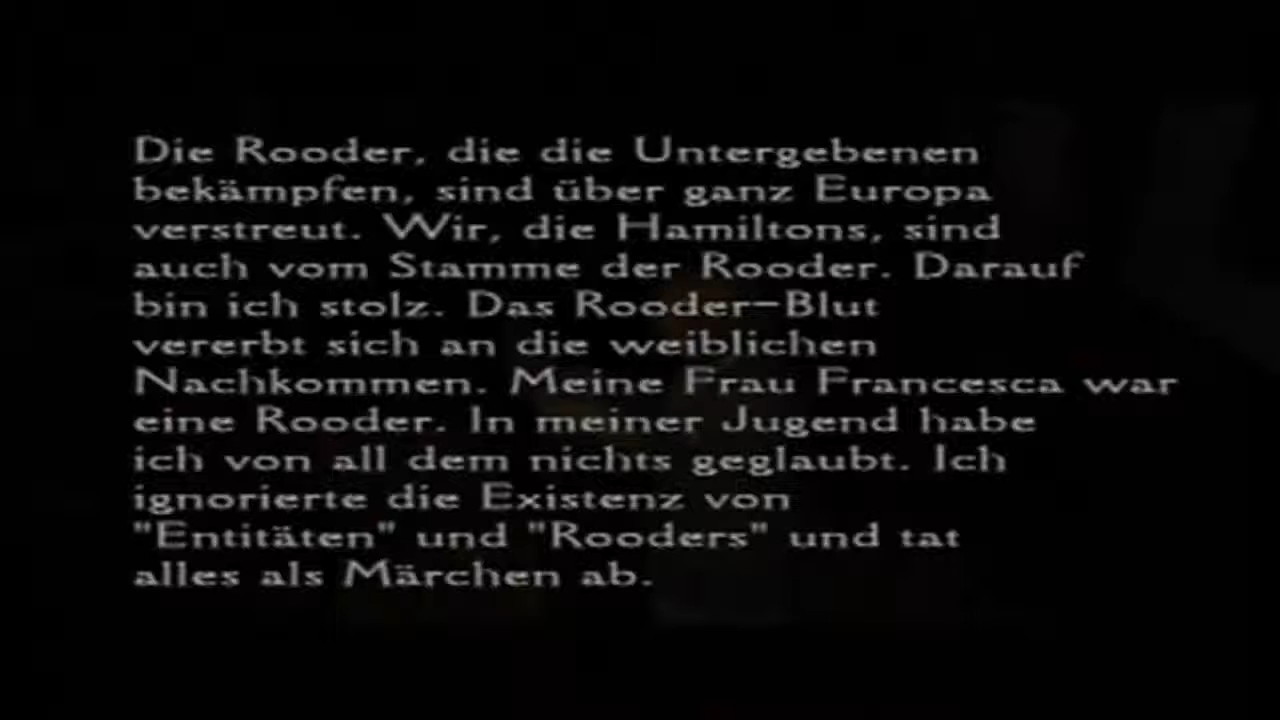 Die Rooder, die die Untergebenen
bekämpfen, sind über ganz Europa
verstreut. Wir, die Hamiltons, sind
auch vom Stamme der Rooder. Darauf
bin ich stolz. Das Rooder-Blut
vererbt sich an die weiblichen
Nachkommen. Meine Frau Francesca war
eine Rooder. In meiner Jugend habe
ich von all dem nichts geglaubt. Ich
ignorierte die Existenz von
"Entitäten" und "Rooders" und tat
alles als Märchen ab.